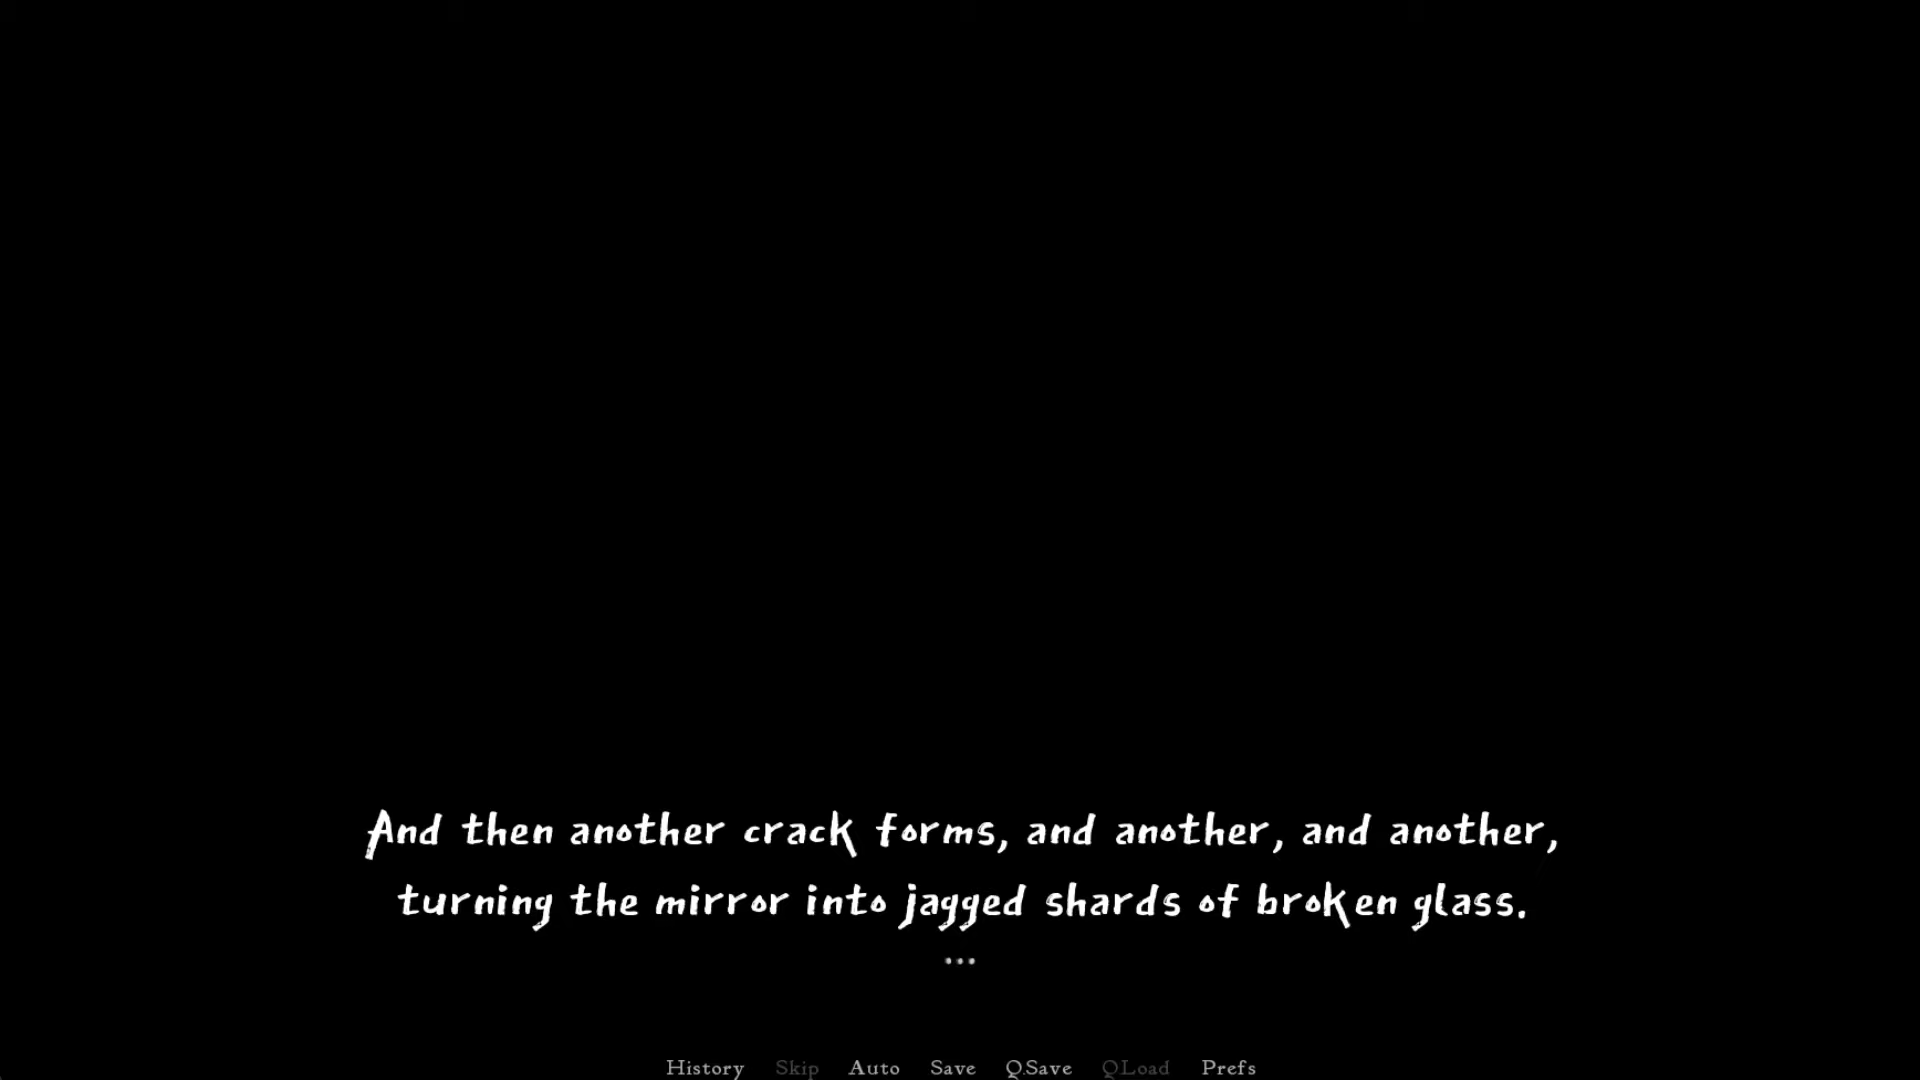 And then another crack forms, and another, and another,
turning the mirror into jagged shards of broken glass.
...
History Skip Auto Save Q.Save Q.Load Prefs